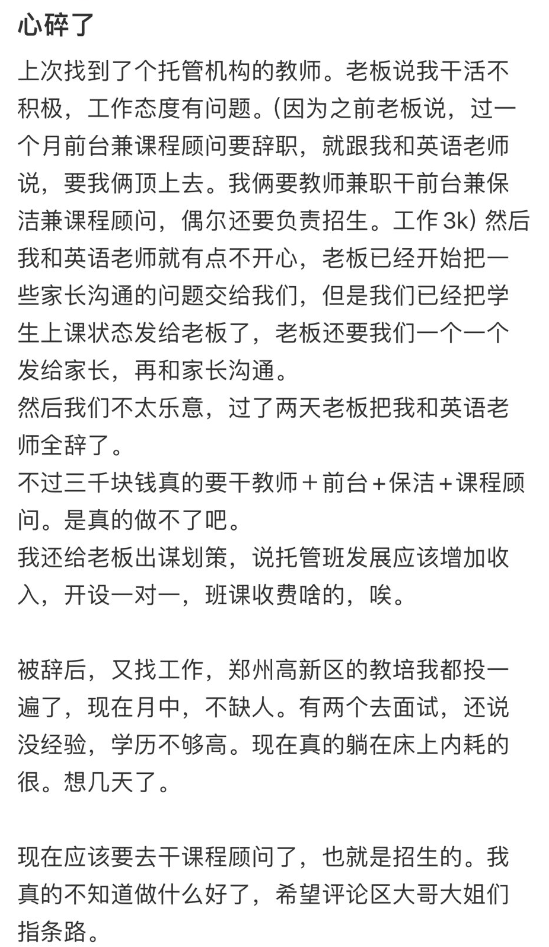 心碎了
上次找到了个托管机构的教师。老板说我干活不
积极，工作态度有问题。（因为之前老板说，过一
个月前台兼课程顾问要辞职，就跟我和英语老师
说，要我俩顶上去。我俩要教师兼职干前台兼保
洁兼课程顾问，偶尔还要负责招生。工作3k）然后
我和英语老师就有点不开心，老板已经开始把一
些家长沟通的问题交给我们，但是我们已经把学
生上课状态发给老板了，老板还要我们一个一个
发给家长，再和家长沟通。
然后我们不太乐意，过了两天老板把我和英语老
师全辞了。
不过三千块钱真的要干教师＋前台+保洁+课程顾
问。是真的做不了吧。
我还给老板出谋划策，说托管班发展应该增加收
入，开设一对一，班课收费啥的，唉。
被辞后，又找工作，郑州高新区的教培我都投一
遍了，现在月中，不缺人。有两个去面试，还说
没经验，学历不够高。现在真的躺在床上内耗的
很。想几天了。
现在应该要去干课程顾问了，也就是招生的。我
真的不知道做什么好了，希望评论区大哥大姐们
指条路。